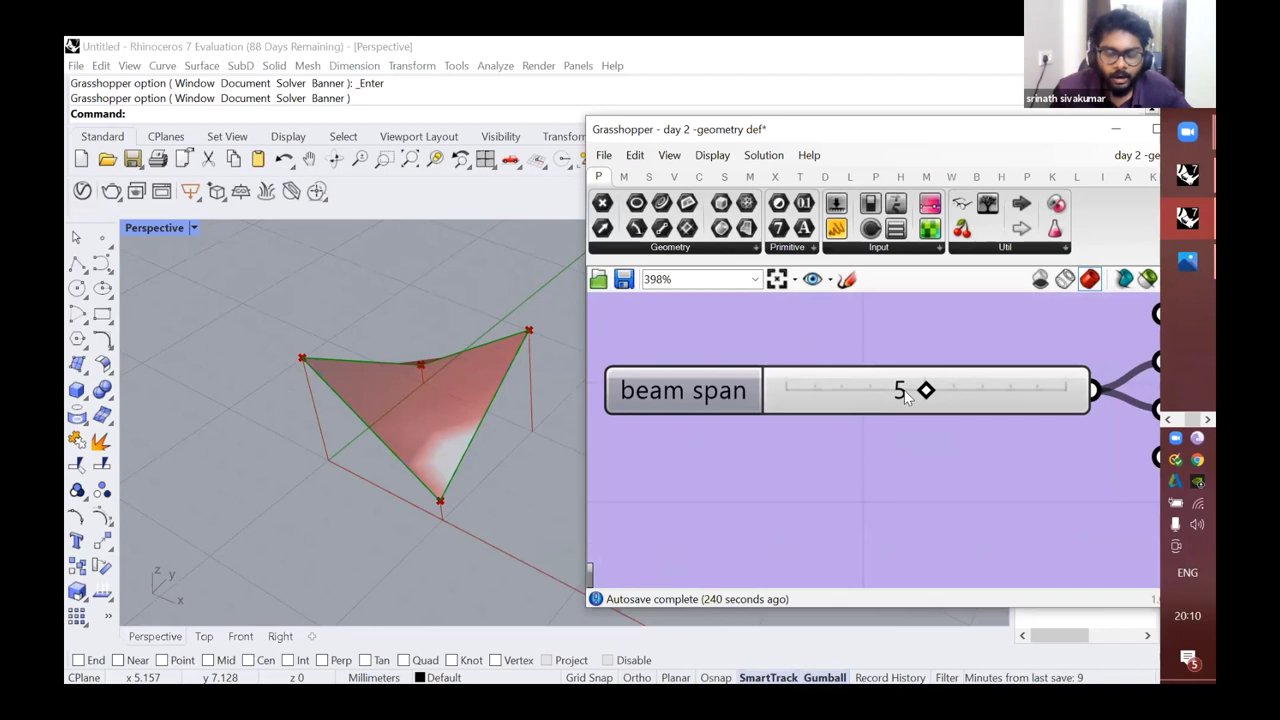 Untitled - Rhinoceros 7 Evaluation (88 Days Remaining) - [Perspective]
File Edit View Curve Surface SubD Solid Mesh Dimension Transform Tools Analyze Render Panels Help
Grasshopper option ( Window Document Solver Banner ): _Enter
Grasshopper option ( Window Document Solver Banner )
Command:
srinath sivakumar
Standard CPlanes Set View Display Select Viewport Layout Visibility Transform
Grasshopper - day 2 -geometry def*
File Edit View Display Solution Help day 2 -ge
P M S V C S M X T D L P H M W B H L I A K
Geometry Primitive Input Util
Perspective
398%
beam span 5
z
y
x
Autosave complete (240 seconds ago) 1.
ENG
20:10
5
Perspective Top Front Right
End Near Point Mid Cen Int Perp Tan Quad Knot Vertex Project Disable
CPlane x 5.157 y 7.128 z 0 Millimeters Default Grid Snap Ortho Planar Osnap SmartTrack Gumball Record History Filter Minutes from last save: 9